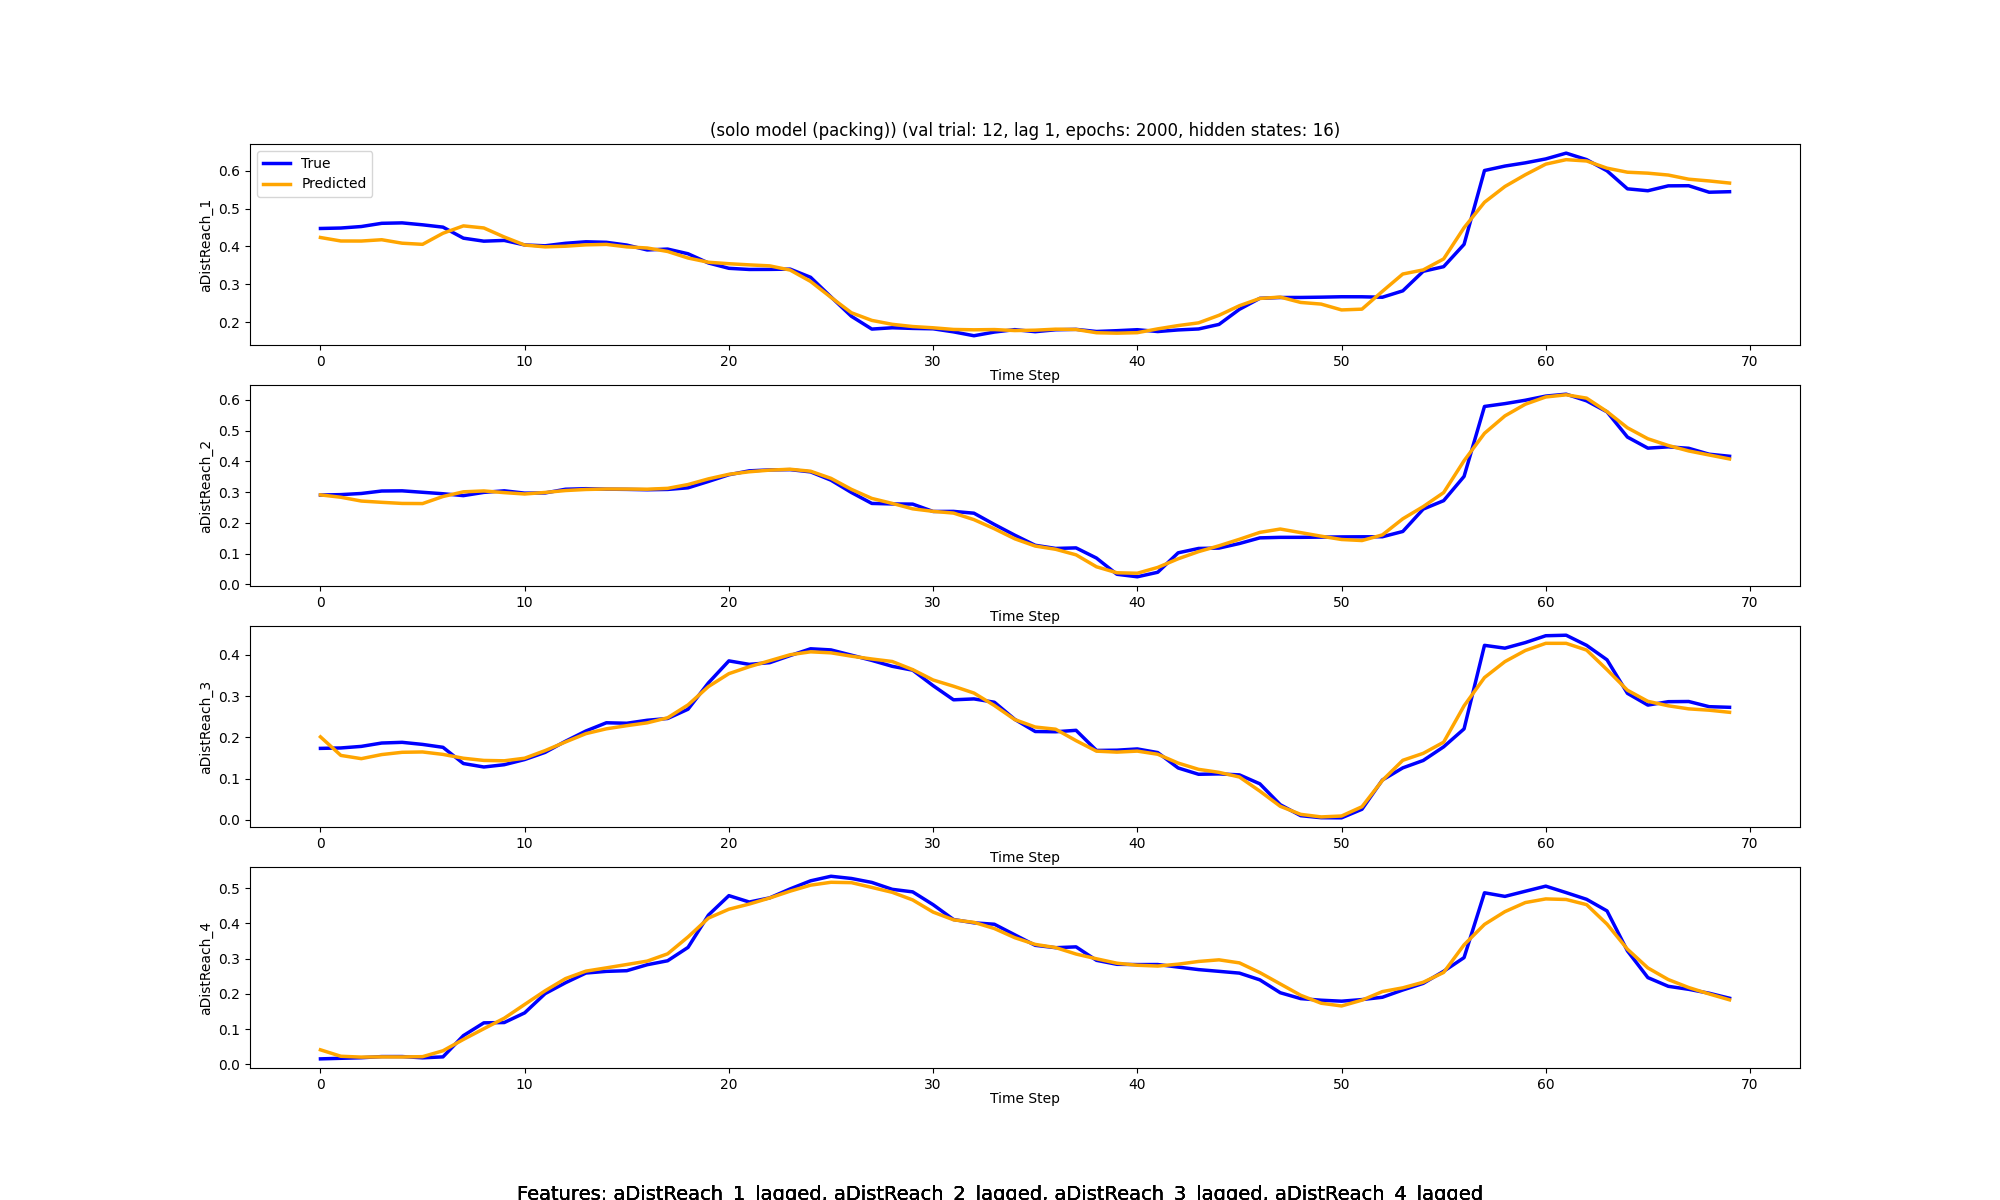 (solo model (packing)) (val trial: 12, lag 1, epochs: 2000, hidden states: 16)
True
Predicted
aDistReach_1
0.6
0.5
0.4
0.3
0.2
0 10 20 30 40 50 60 70
Time Step
aDistReach_2
0.6
0.5
0.4
0.3
0.2
0.1
0.0
0 10 20 30 40 50 60 70
Time Step
aDistReach_3
0.4
0.3
0.2
0.1
0.0
0 10 20 30 40 50 60 70
Time Step
aDistReach_4
0.5
0.4
0.3
0.2
0.1
0.0
0 10 20 30 40 50 60 70
Time Step
Features: aDistReach_1_lagged, aDistReach_2_lagged, aDistReach_3_lagged, aDistReach_4_lagged